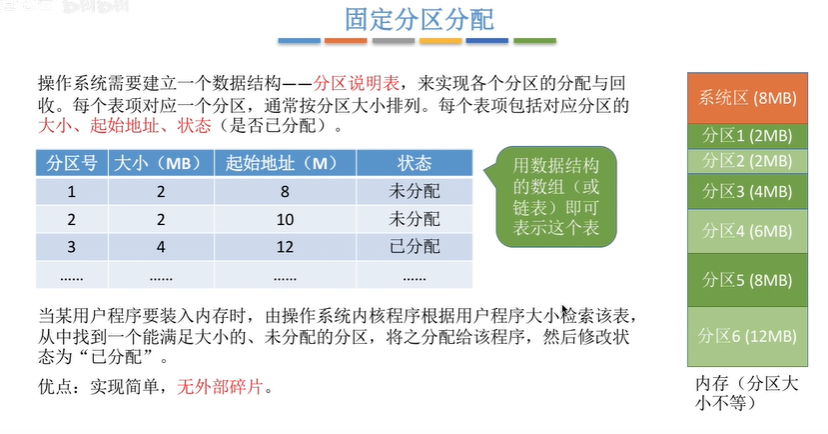 固定分区分配
操作系统需要建立一个数据结构——分区说明表，来实现各个分区的分配与回
收。每个表项对应一个分区，通常按分区大小排列。每个表项包括对应分区的
大小、起始地址、状态（是否已分配）。
分区号 大小（MB） 起始地址（M） 状态
1 2 8 未分配
2 2 10 未分配
3 4 12 已分配
…… …… …… ……
用数据结构
的数组（或
链表）即可
表示这个表
当某用户程序要装入内存时，由操作系统内核程序根据用户程序大小检索该表，
从中找到一个能满足大小的、未分配的分区，将之分配给该程序，然后修改状
态为“已分配”。
优点：实现简单，无外部碎片。
系统区 (8MB)
分区1 (2MB)
分区2 (2MB)
分区3 (4MB)
分区4 (6MB)
分区5 (8MB)
分区6 (12MB)
内存（分区大
小不等）